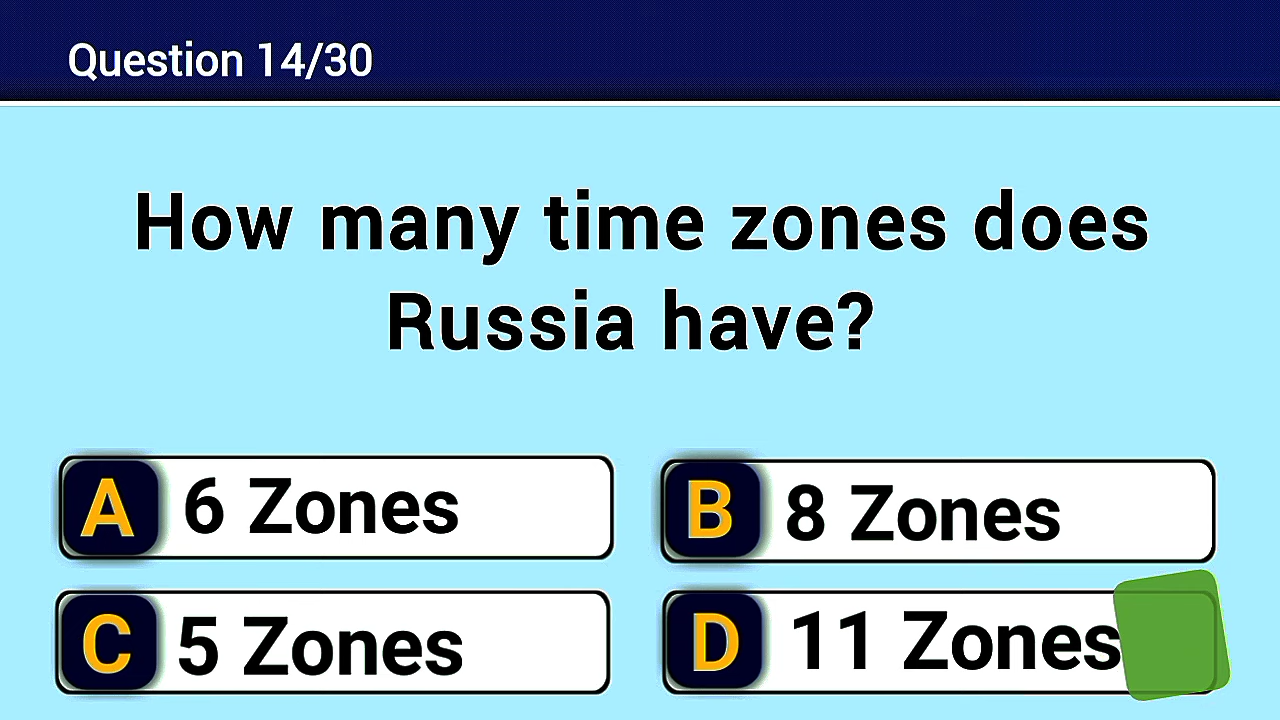 Question 14/30
How many time zones does
Russia have?
A 6 Zones
B 8 Zones
C 5 Zones
D 11 Zones